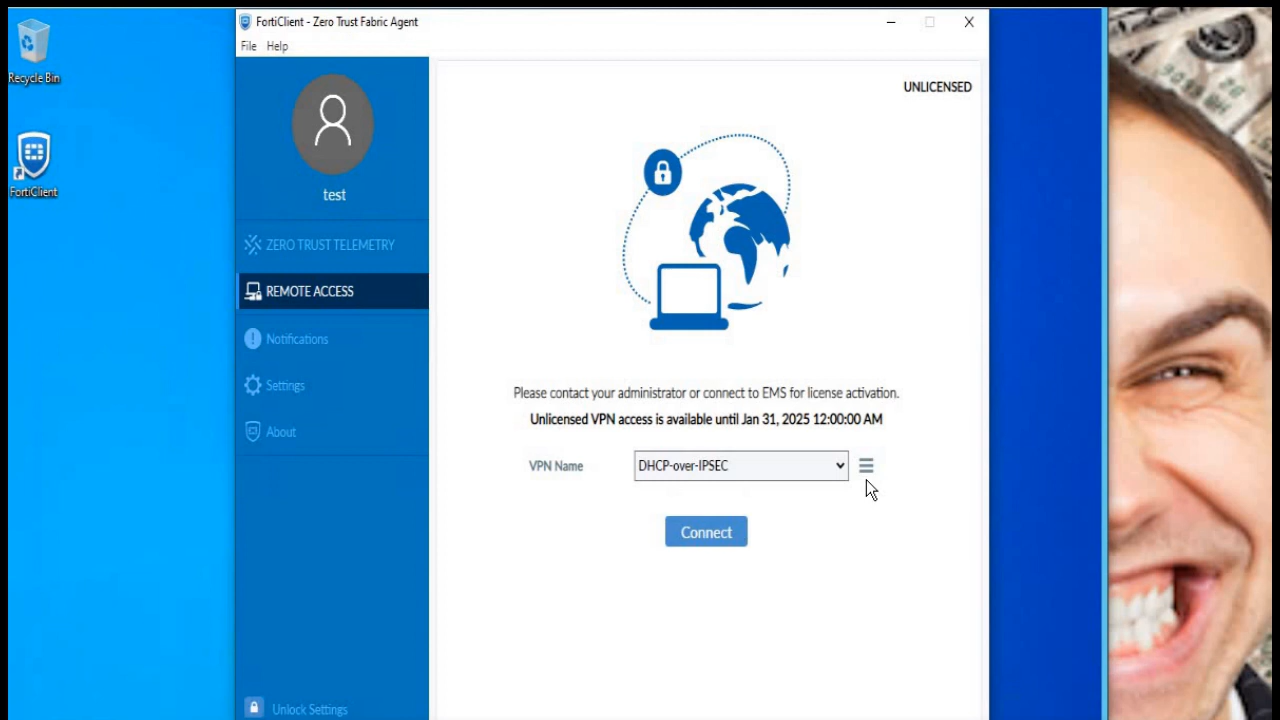 Recycle Bin
FortiClient
FortiClient - Zero Trust Fabric Agent
File Help
test
ZERO TRUST TELEMETRY
REMOTE ACCESS
Notifications
Settings
About
Unlock Settings
UNLICENSED
Please contact your administrator or connect to EMS for license activation.
Unlicensed VPN access is available until Jan 31, 2025 12:00:00 AM
VPN Name DHCP-over-IPSEC
Connect